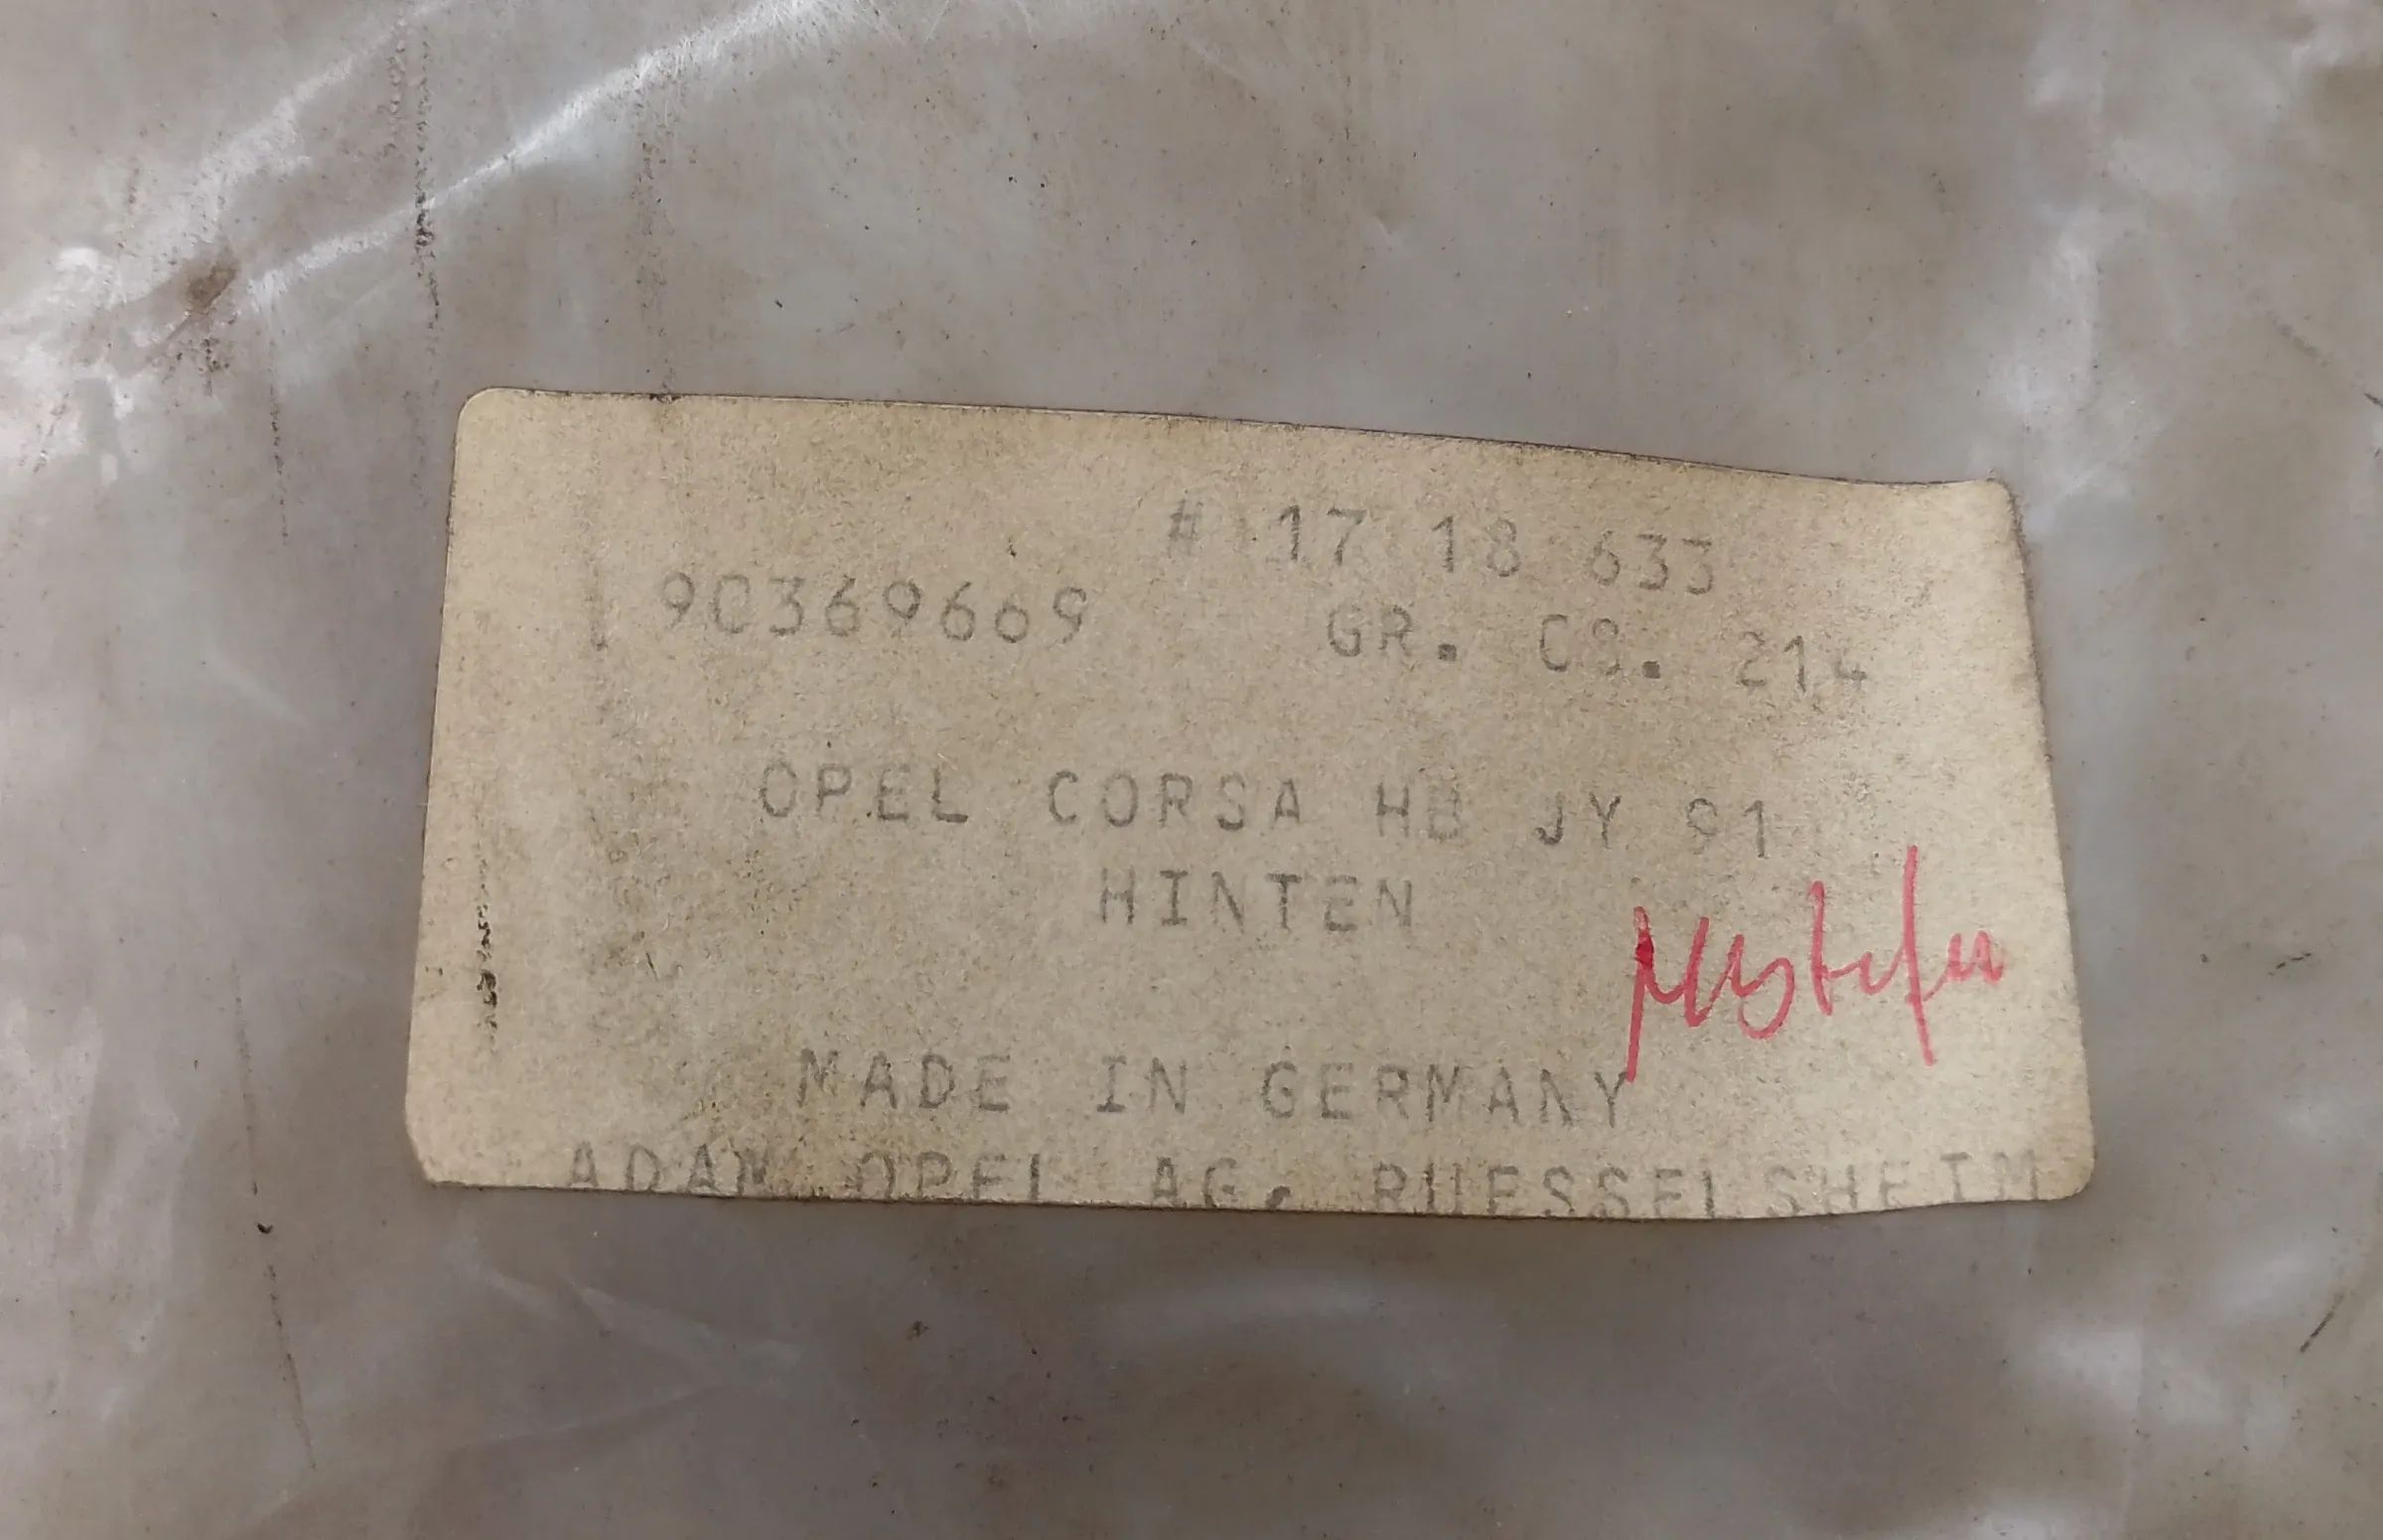 # 17 18 633
90369669 GR. CS. 214
OPEL CORSA HB JY 91
HINTEN
MADE IN GERMANY
ADAM OPEL AG, RUESSELSHEIM